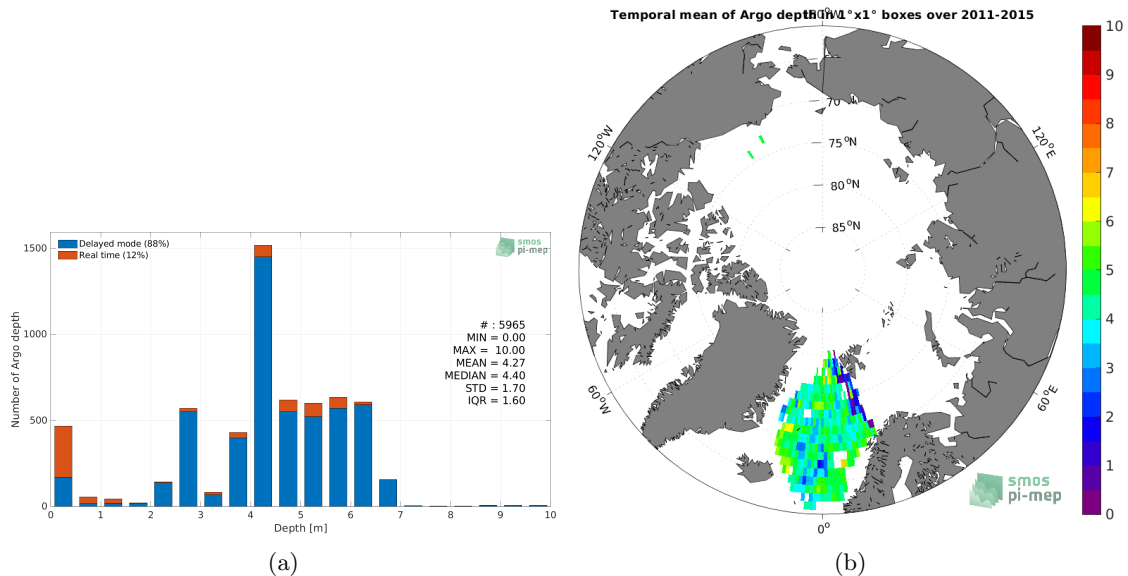 Temporal mean of Argo depth in 1°x1° boxes over 2011-2015
180°W
120°W
120°E
60°W
60°E
0°
70°N
75°N
80°N
85°N
10
9
8
7
6
5
4
3
2
1
0
smos
pi-mep
Delayed mode (88%)
Real time (12%)
smos
pi-mep
# : 5965
MIN = 0.00
MAX = 10.00
MEAN = 4.27
MEDIAN = 4.40
STD = 1.70
IQR = 1.60
Number of Argo depth
1500
1000
500
0
0 1 2 3 4 5 6 7 8 9 10
Depth [m]
(a)
(b)